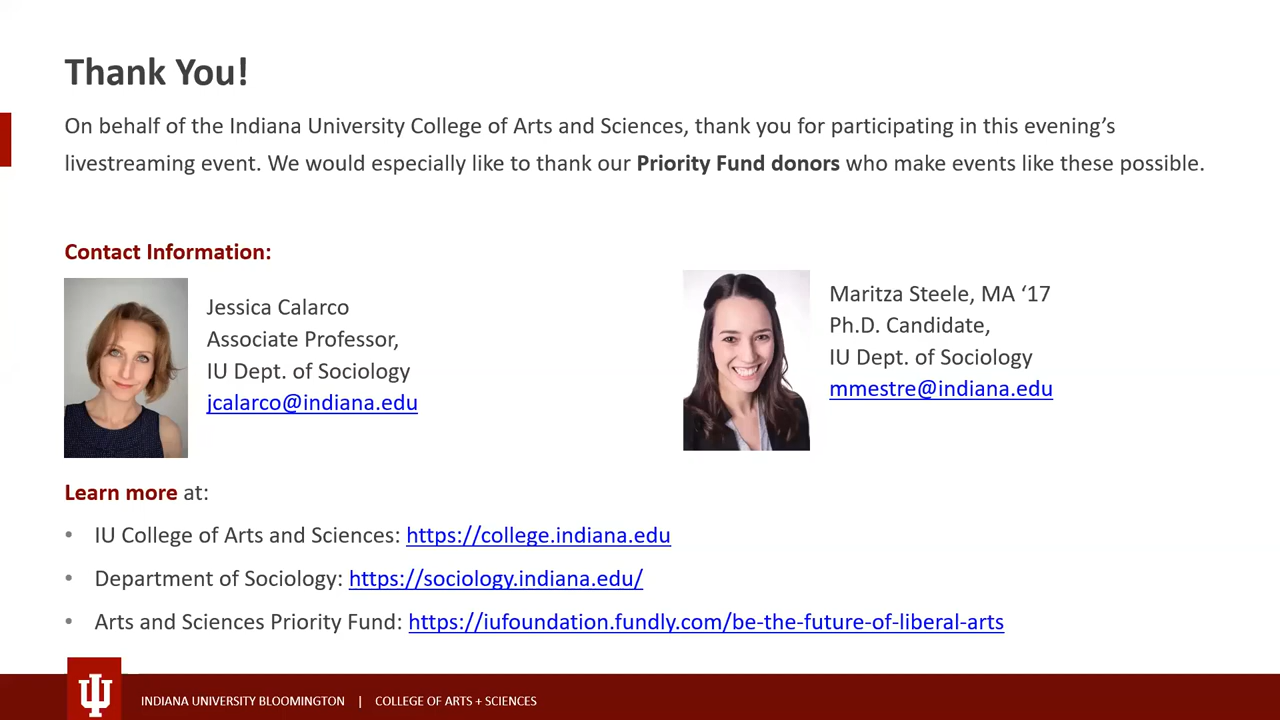 Thank You!
On behalf of the Indiana University College of Arts and Sciences, thank you for participating in this evening’s
livestreaming event. We would especially like to thank our Priority Fund donors who make events like these possible.
Contact Information:
Jessica Calarco
Associate Professor,
IU Dept. of Sociology
jcalarco@indiana.edu
Maritza Steele, MA ‘17
Ph.D. Candidate,
IU Dept. of Sociology
mmestre@indiana.edu
Learn more at:
• IU College of Arts and Sciences: https://college.indiana.edu
• Department of Sociology: https://sociology.indiana.edu/
• Arts and Sciences Priority Fund: https://iufoundation.fundly.com/be-the-future-of-liberal-arts
INDIANA UNIVERSITY BLOOMINGTON | COLLEGE OF ARTS + SCIENCES